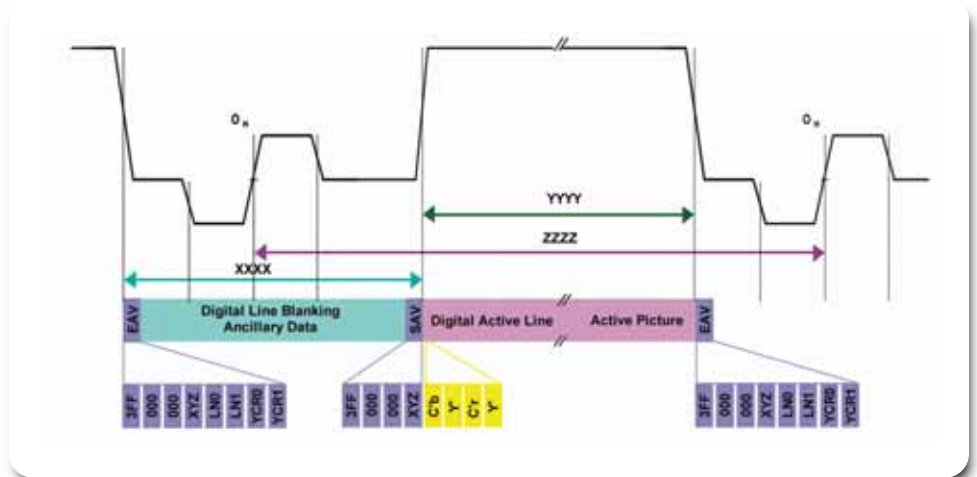 0H
0H
YYYY
ZZZZ
XXXX
EAV
Digital Line Blanking
Ancillary Data
SAV
Digital Active Line
Active Picture
EAV
3FF
000
000
XYZ
LN0
LN1
YCR0
YCR1
3FF
000
000
XYZ
C'b
Y'
C'r
Y'
3FF
000
000
XYZ
LN0
LN1
YCR0
YCR1